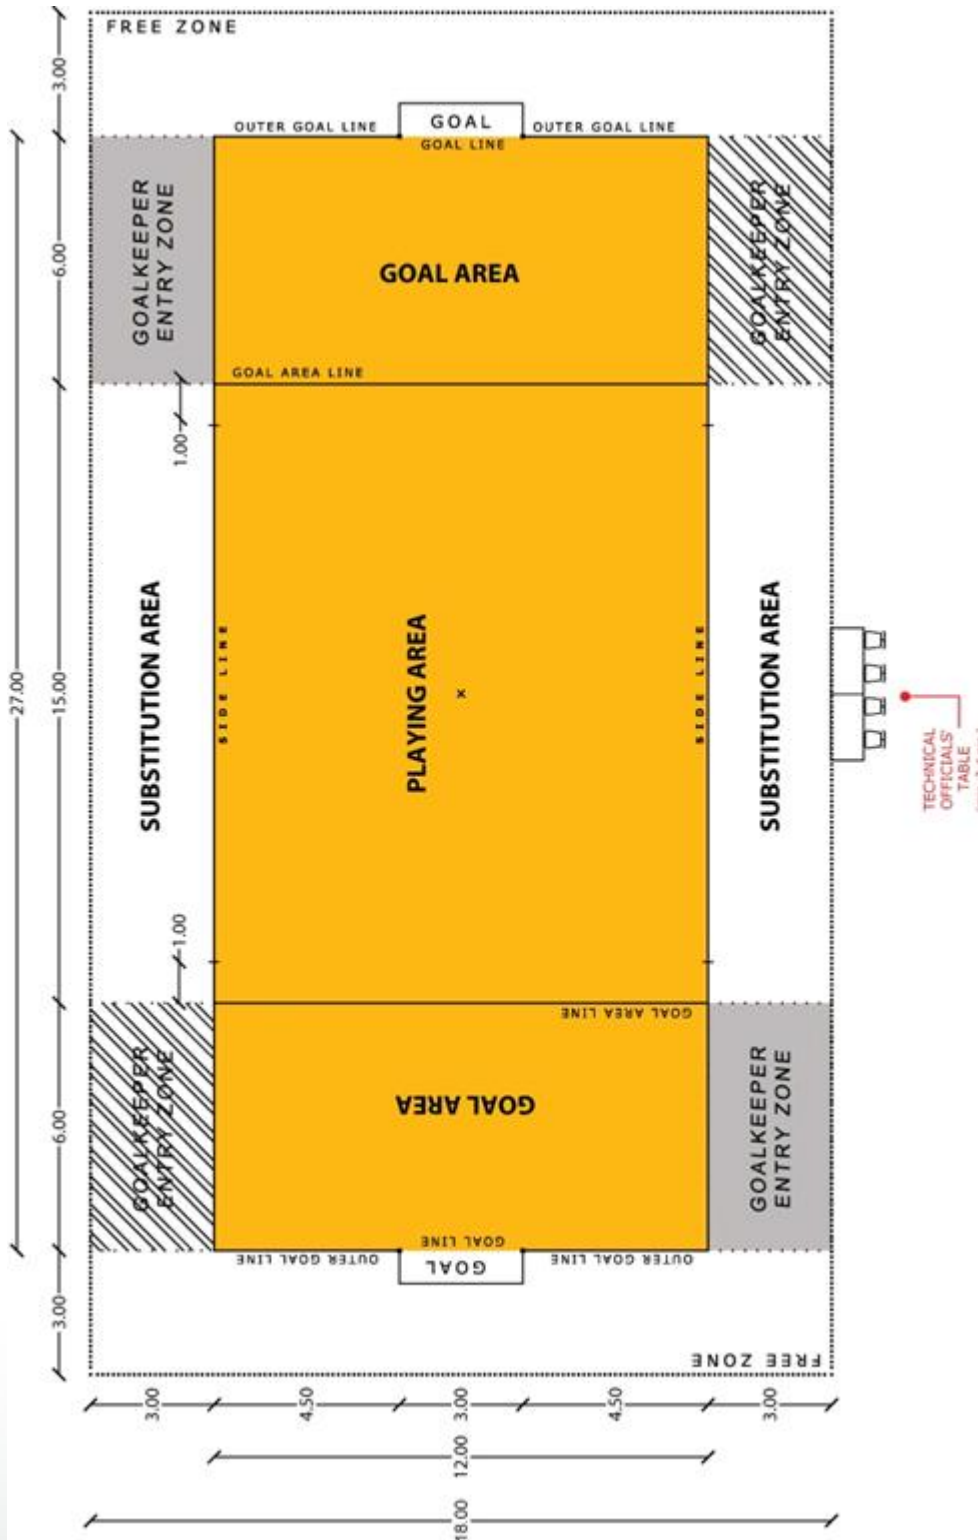 FREE ZONE
3.00
OUTER GOAL LINE
GOAL
OUTER GOAL LINE
GOAL LINE
GOALKEEPER
ENTRY ZONE
GOALKEEPER
ENTRY ZONE
6.00
GOAL AREA
GOAL AREA LINE
1.00
27.00
15.00
SUBSTITUTION AREA
SIDE LINE
PLAYING AREA
x
SIDE LINE
SUBSTITUTION AREA
TECHNICAL
OFFICIALS'
TABLE
1.00
GOAL AREA LINE
GOALKEEPER
ENTRY ZONE
6.00
GOAL AREA
GOALKEEPER
ENTRY ZONE
GOAL LINE
OUTER GOAL LINE
GOAL
OUTER GOAL LINE
3.00
FREE ZONE
3.00
4.50
3.00
4.50
3.00
12.00
18.00